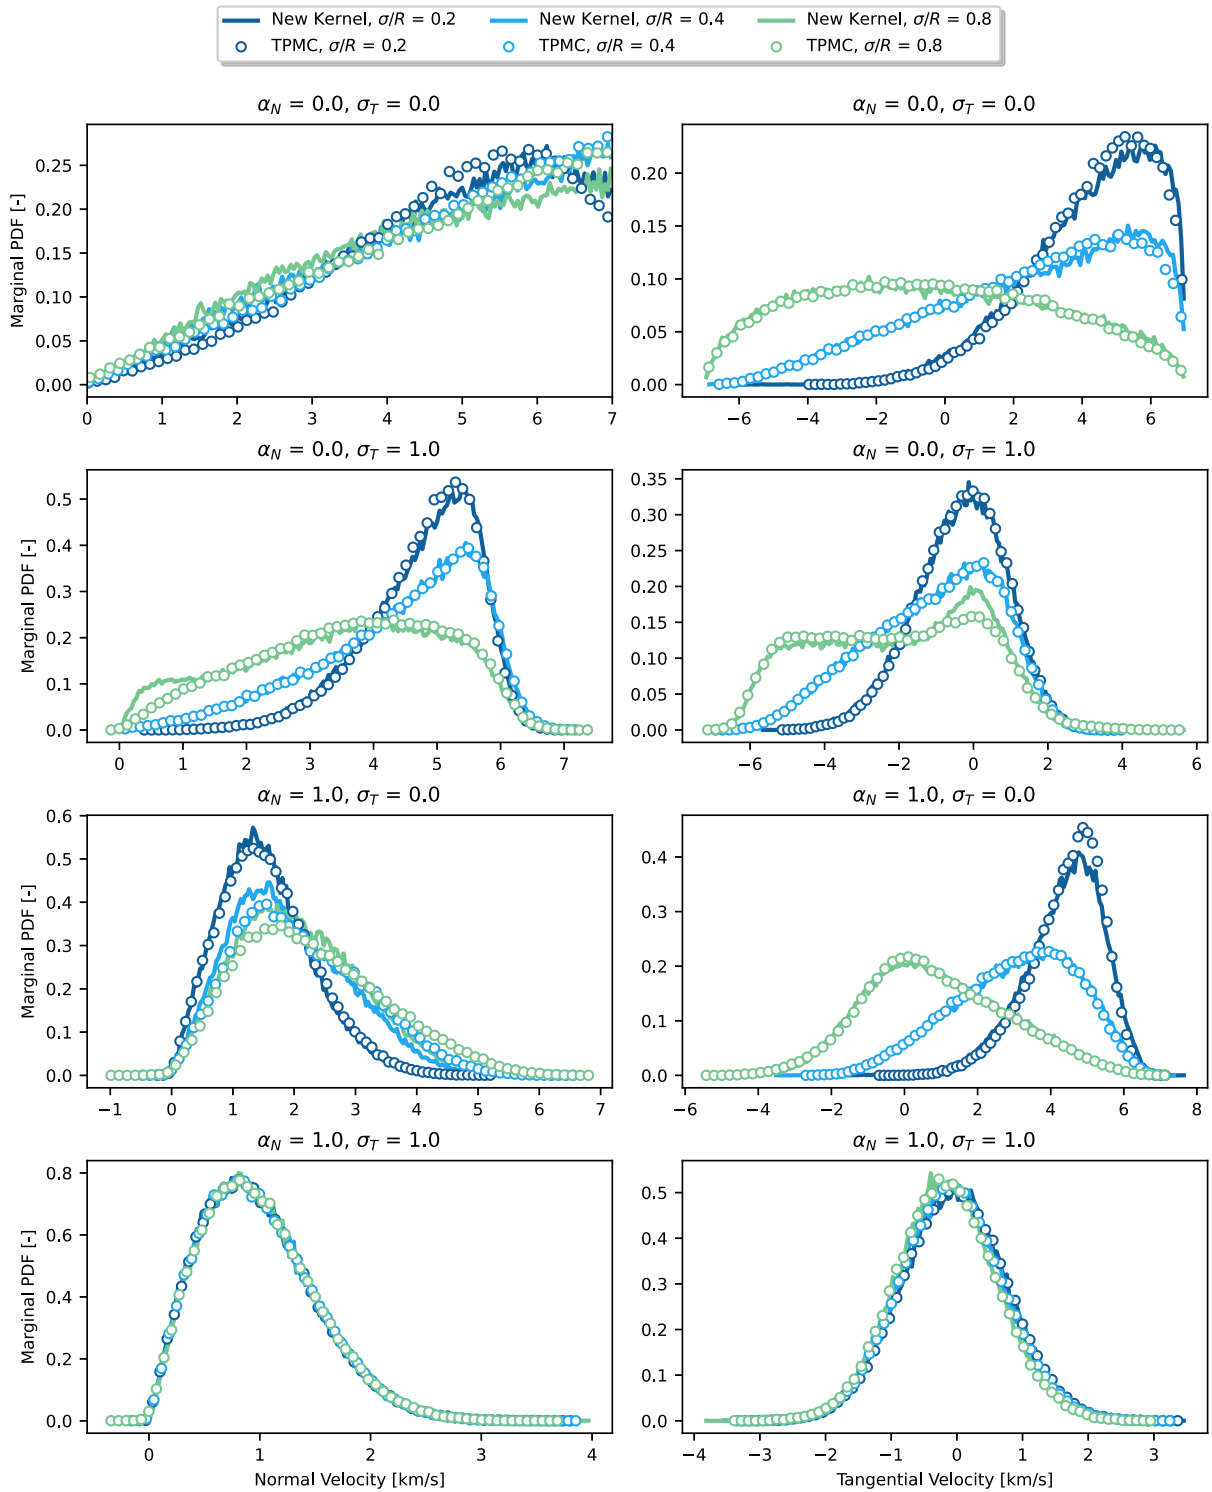 New Kernel, σ/R = 0.2 New Kernel, σ/R = 0.4 New Kernel, σ/R = 0.8
TPMC, σ/R = 0.2 TPMC, σ/R = 0.4 TPMC, σ/R = 0.8
α_N = 0.0, σ_T = 0.0
Marginal PDF [-]
0.25
0.20
0.15
0.10
0.05
0.00
0 1 2 3 4 5 6 7
α_N = 0.0, σ_T = 0.0
0.20
0.15
0.10
0.05
0.00
−6 −4 −2 0 2 4 6
α_N = 0.0, σ_T = 1.0
Marginal PDF [-]
0.5
0.4
0.3
0.2
0.1
0.0
0 1 2 3 4 5 6 7
α_N = 0.0, σ_T = 1.0
0.35
0.30
0.25
0.20
0.15
0.10
0.05
0.00
−6 −4 −2 0 2 4 6
α_N = 1.0, σ_T = 0.0
Marginal PDF [-]
0.6
0.5
0.4
0.3
0.2
0.1
0.0
−1 0 1 2 3 4 5 6 7
α_N = 1.0, σ_T = 0.0
0.4
0.3
0.2
0.1
0.0
−6 −4 −2 0 2 4 6 8
α_N = 1.0, σ_T = 1.0
Marginal PDF [-]
0.8
0.6
0.4
0.2
0.0
0 1 2 3 4
Normal Velocity [km/s]
α_N = 1.0, σ_T = 1.0
0.5
0.4
0.3
0.2
0.1
0.0
−4 −3 −2 −1 0 1 2 3
Tangential Velocity [km/s]